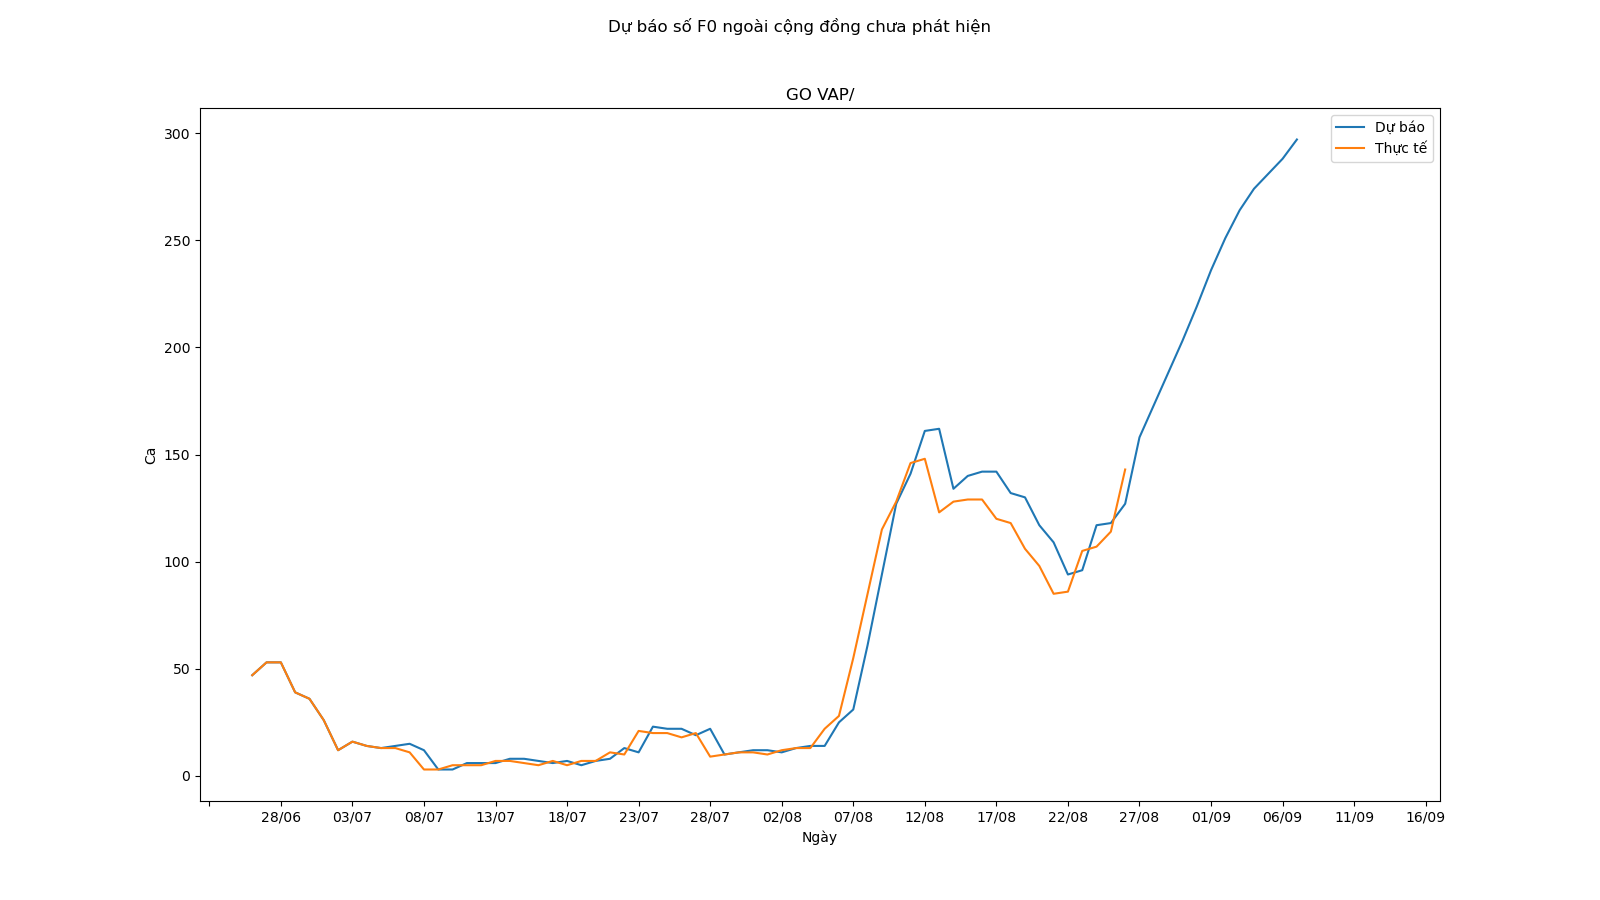 Dự báo số F0 ngoài cộng đồng chưa phát hiện
GO VAP/
Dự báo
Thực tế
300
250
200
150
100
50
0
Ca
28/06 03/07 08/07 13/07 18/07 23/07 28/07 02/08 07/08 12/08 17/08 22/08 27/08 01/09 06/09 11/09 16/09
Ngày